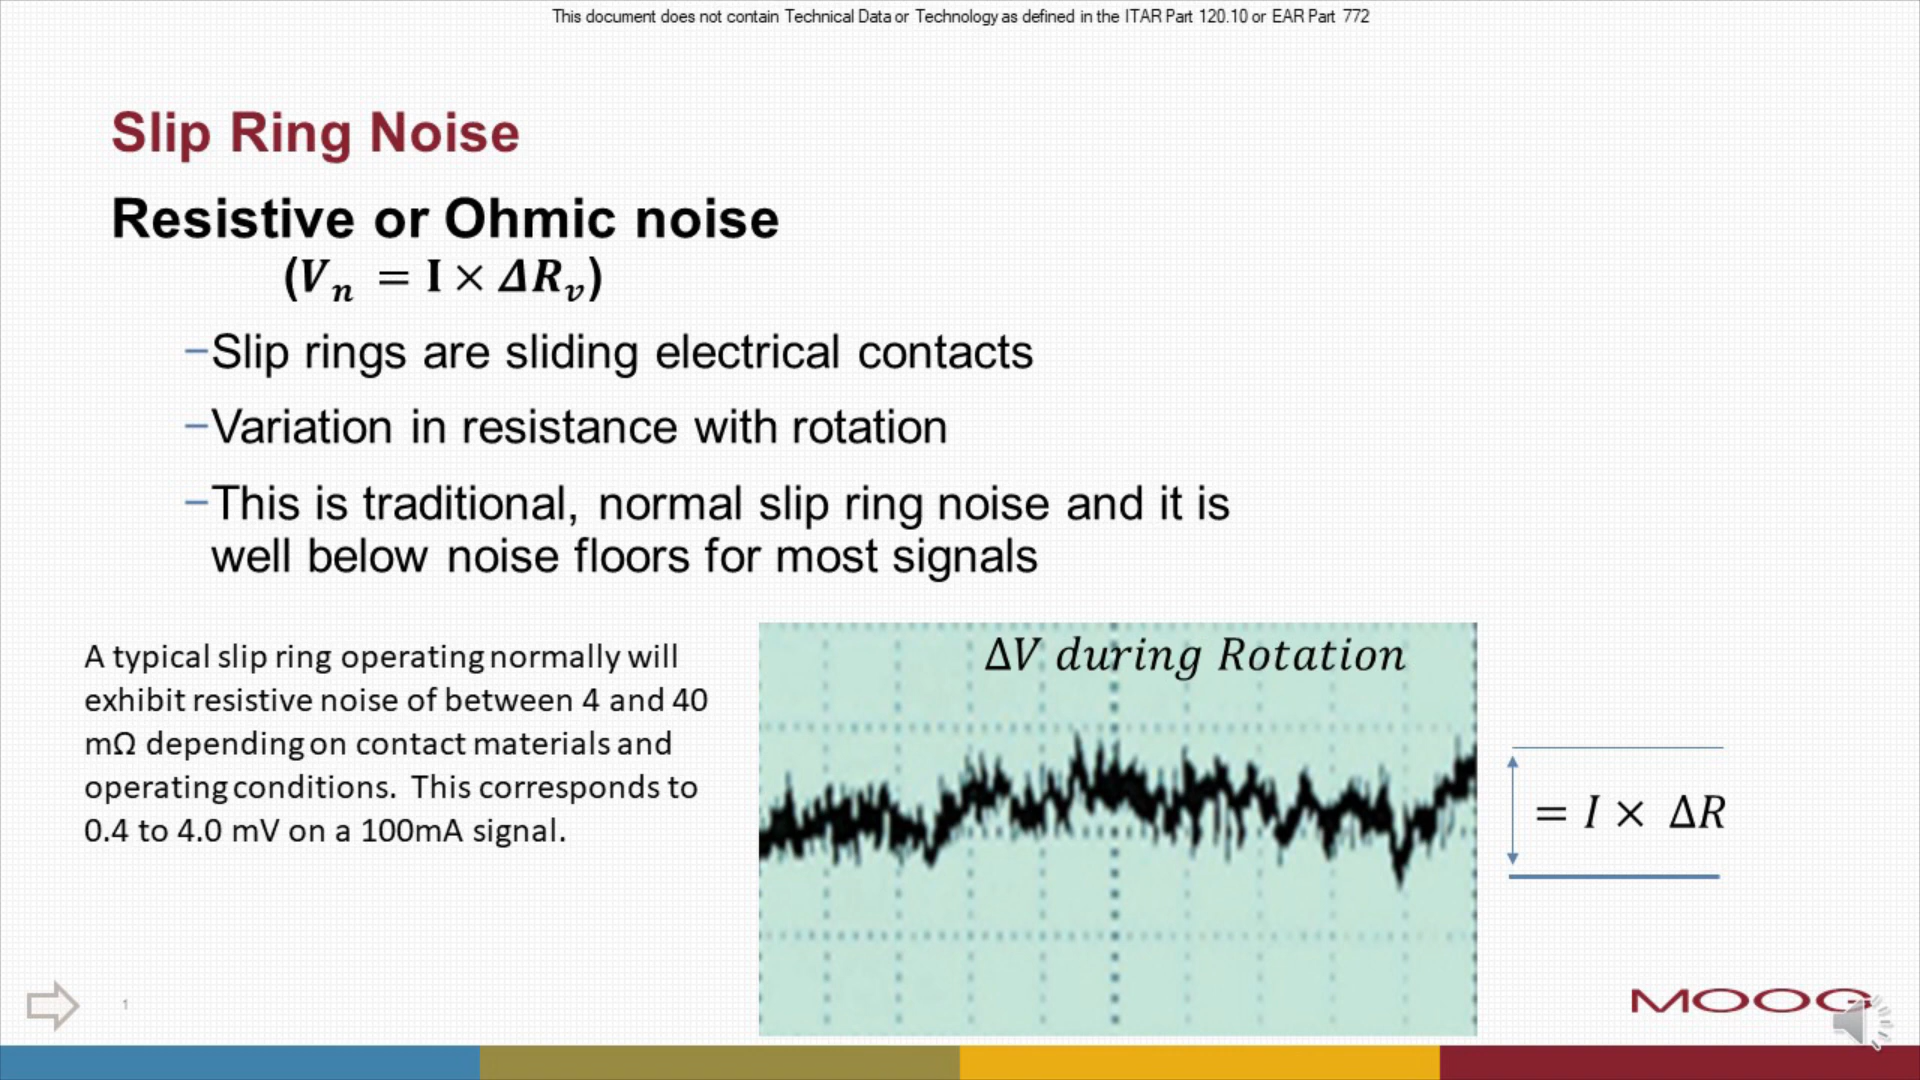 This document does not contain Technical Data or Technology as defined in the ITAR Part 120.10 or EAR Part 772
Slip Ring Noise
Resistive or Ohmic noise
(Vₙ = I × ΔRᵥ)
–Slip rings are sliding electrical contacts
–Variation in resistance with rotation
–This is traditional, normal slip ring noise and it is
well below noise floors for most signals
A typical slip ring operating normally will
exhibit resistive noise of between 4 and 40
mΩ depending on contact materials and
operating conditions. This corresponds to
0.4 to 4.0 mV on a 100mA signal.
ΔV during Rotation
= I × ΔR
1
MOOG